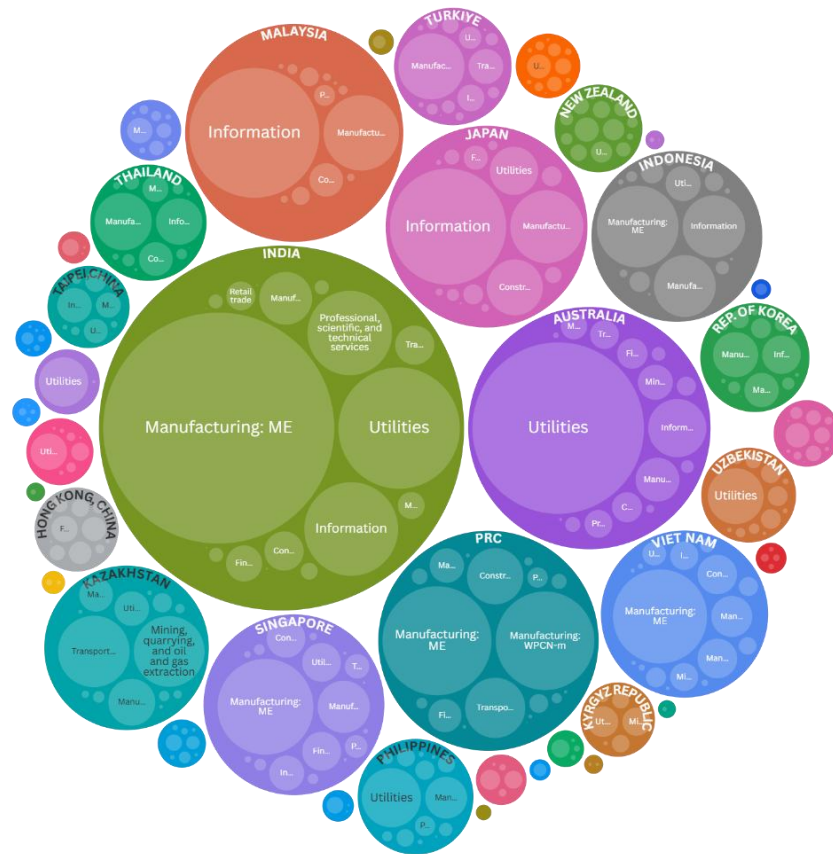 MALAYSIA
Information
P...
Manufactu...
Co...
TURKIYE
U...
Manufac...
Tra...
I...
U...
NEW ZEALAND
U...
M...
THAILAND
M...
Manufa...
Info...
Co...
JAPAN
F...
Utilities
Information
Manufactu...
Constr...
INDONESIA
Uti...
Manufacturing: ME
Information
Manufa...
TAIPEI,CHINA
In...
M...
U...
INDIA
Retail trade
Manuf...
Professional, scientific, and technical services
Tra...
Manufacturing: ME
Utilities
Information
M...
Con...
Fin...
AUSTRALIA
M...
Tr...
Fi...
Min...
Utilities
Inform...
Manu...
C...
Pr...
REP. OF KOREA
Manu...
Inf...
Ma...
Utilities
Uti...
HONG KONG, CHINA
F...
UZBEKISTAN
Utilities
KAZAKHSTAN
Ma...
Uti...
Transport...
Mining, quarrying, and oil and gas extraction
Manu...
SINGAPORE
Con...
Util...
T...
Manufacturing: ME
Manuf...
Fin...
P...
In...
PRC
Ma...
Constr...
P...
Manufacturing: ME
Manufacturing: WPCN-m
Fi...
Transpo...
VIET NAM
U...
I...
Con...
Manufacturing: ME
Man...
Man...
Mi...
KYRGYZ REPUBLIC
Ut...
Mi...
PHILIPPINES
Utilities
Man...
P...